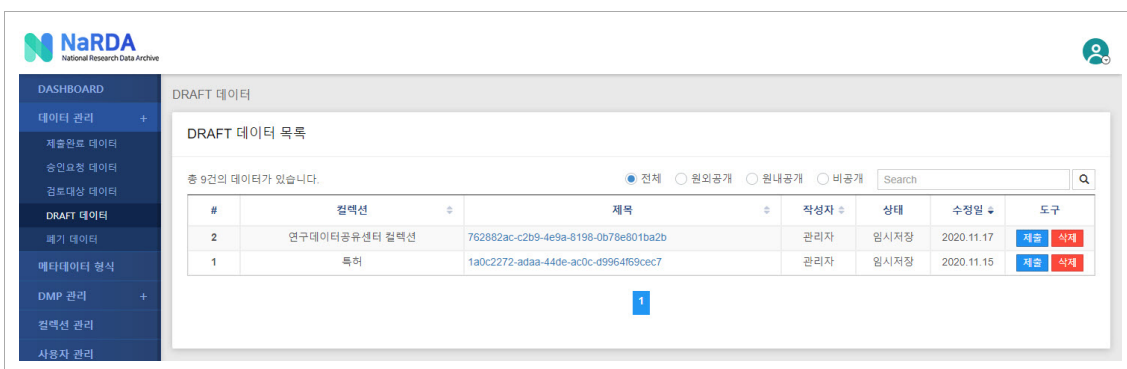 NaRDA
National Research Data Archive
DASHBOARD
데이터 관리 +
제출완료 데이터
승인요청 데이터
검토대상 데이터
DRAFT 데이터
폐기 데이터
메타데이터 형식
DMP 관리 +
컬렉션 관리
사용자 관리
DRAFT 데이터
DRAFT 데이터 목록
총 9건의 데이터가 있습니다. 전체 원외공개 원내공개 비공개 Search
# 컬렉션 제목 작성자 상태 수정일 도구
2 연구데이터공유센터 컬렉션 762882ac-c2b9-4e9a-8198-0b78e801ba2b 관리자 임시저장 2020.11.17 제출 삭제
1 특허 1a0c2272-adaa-44de-ac0c-d9964f69cec7 관리자 임시저장 2020.11.15 제출 삭제
1